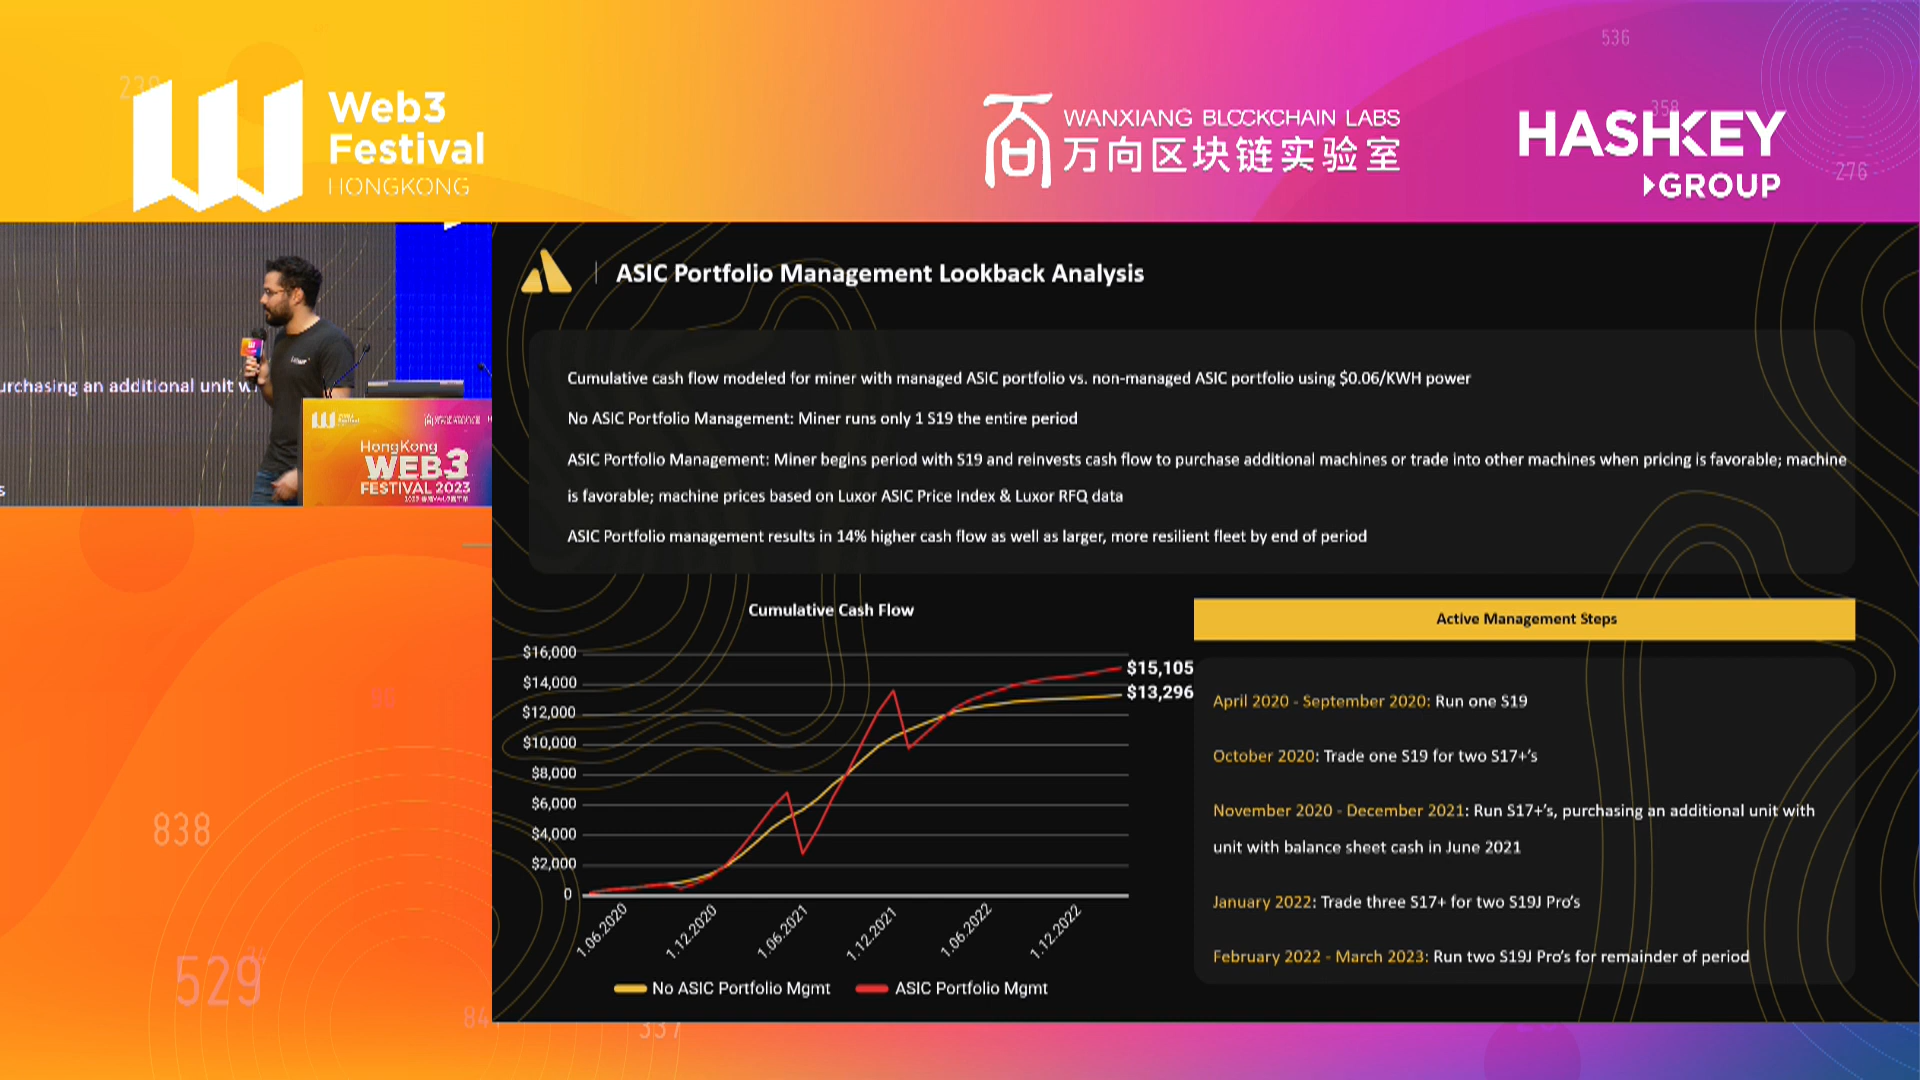 Web3
Festival
HONGKONG
WANXIANG BLOCKCHAIN LABS
万向区块链实验室
HASHKEY
GROUP
239
536
358
276
urchasing an additional unit w
s
HongKong
WEB3
FESTIVAL 2023
838
98
529
84
337
ASIC Portfolio Management Lookback Analysis
Cumulative cash flow modeled for miner with managed ASIC portfolio vs. non-managed ASIC portfolio using $0.06/KWH power
No ASIC Portfolio Management: Miner runs only 1 S19 the entire period
ASIC Portfolio Management: Miner begins period with S19 and reinvests cash flow to purchase additional machines or trade into other machines when pricing is favorable; machine
is favorable; machine prices based on Luxor ASIC Price Index & Luxor RFQ data
ASIC Portfolio management results in 14% higher cash flow as well as larger, more resilient fleet by end of period
Cumulative Cash Flow
$16,000
$14,000
$12,000
$10,000
$8,000
$6,000
$4,000
$2,000
0
$15,105
$13,296
1.06.2020
1.12.2020
1.06.2021
1.12.2021
1.06.2022
1.12.2022
No ASIC Portfolio Mgmt
ASIC Portfolio Mgmt
Active Management Steps
April 2020 - September 2020: Run one S19
October 2020: Trade one S19 for two S17+'s
November 2020 - December 2021: Run S17+'s, purchasing an additional unit with
unit with balance sheet cash in June 2021
January 2022: Trade three S17+ for two S19J Pro's
February 2022 - March 2023: Run two S19J Pro's for remainder of period